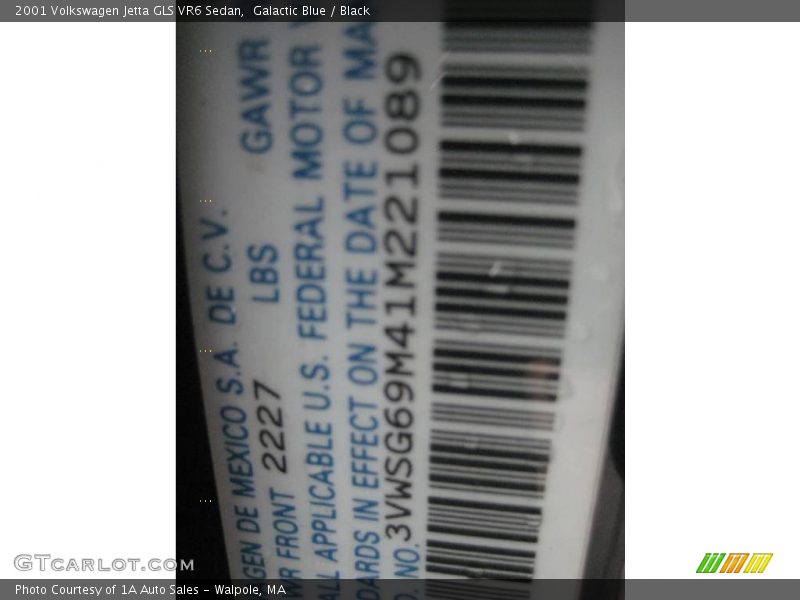 2001 Volkswagen Jetta GLS VR6 Sedan, Galactic Blue / Black
GEN DE MEXICO S.A. DE C.V.
WR FRONT 2227 LBS GAWR
ALL APPLICABLE U.S. FEDERAL MOTOR V
DARDS IN EFFECT ON THE DATE OF MA
D. NO. 3VWSG69M41M221089
GTCARLOT.COM
Photo Courtesy of 1A Auto Sales – Walpole, MA